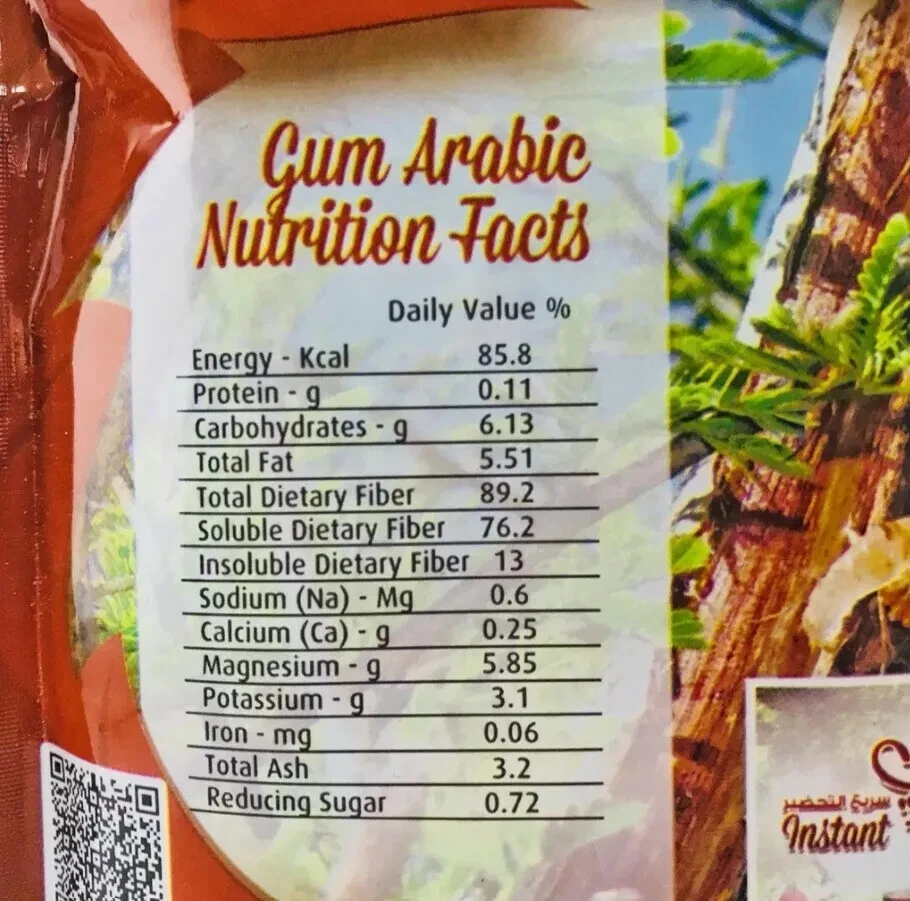 Gum Arabic
Nutrition Facts
Daily Value %
Energy - Kcal 85.8
Protein - g 0.11
Carbohydrates - g 6.13
Total Fat 5.51
Total Dietary Fiber 89.2
Soluble Dietary Fiber 76.2
Insoluble Dietary Fiber 13
Sodium (Na) - Mg 0.6
Calcium (Ca) - g 0.25
Magnesium - g 5.85
Potassium - g 3.1
Iron - mg 0.06
Total Ash 3.2
Reducing Sugar 0.72
سريع التحضير
Instant